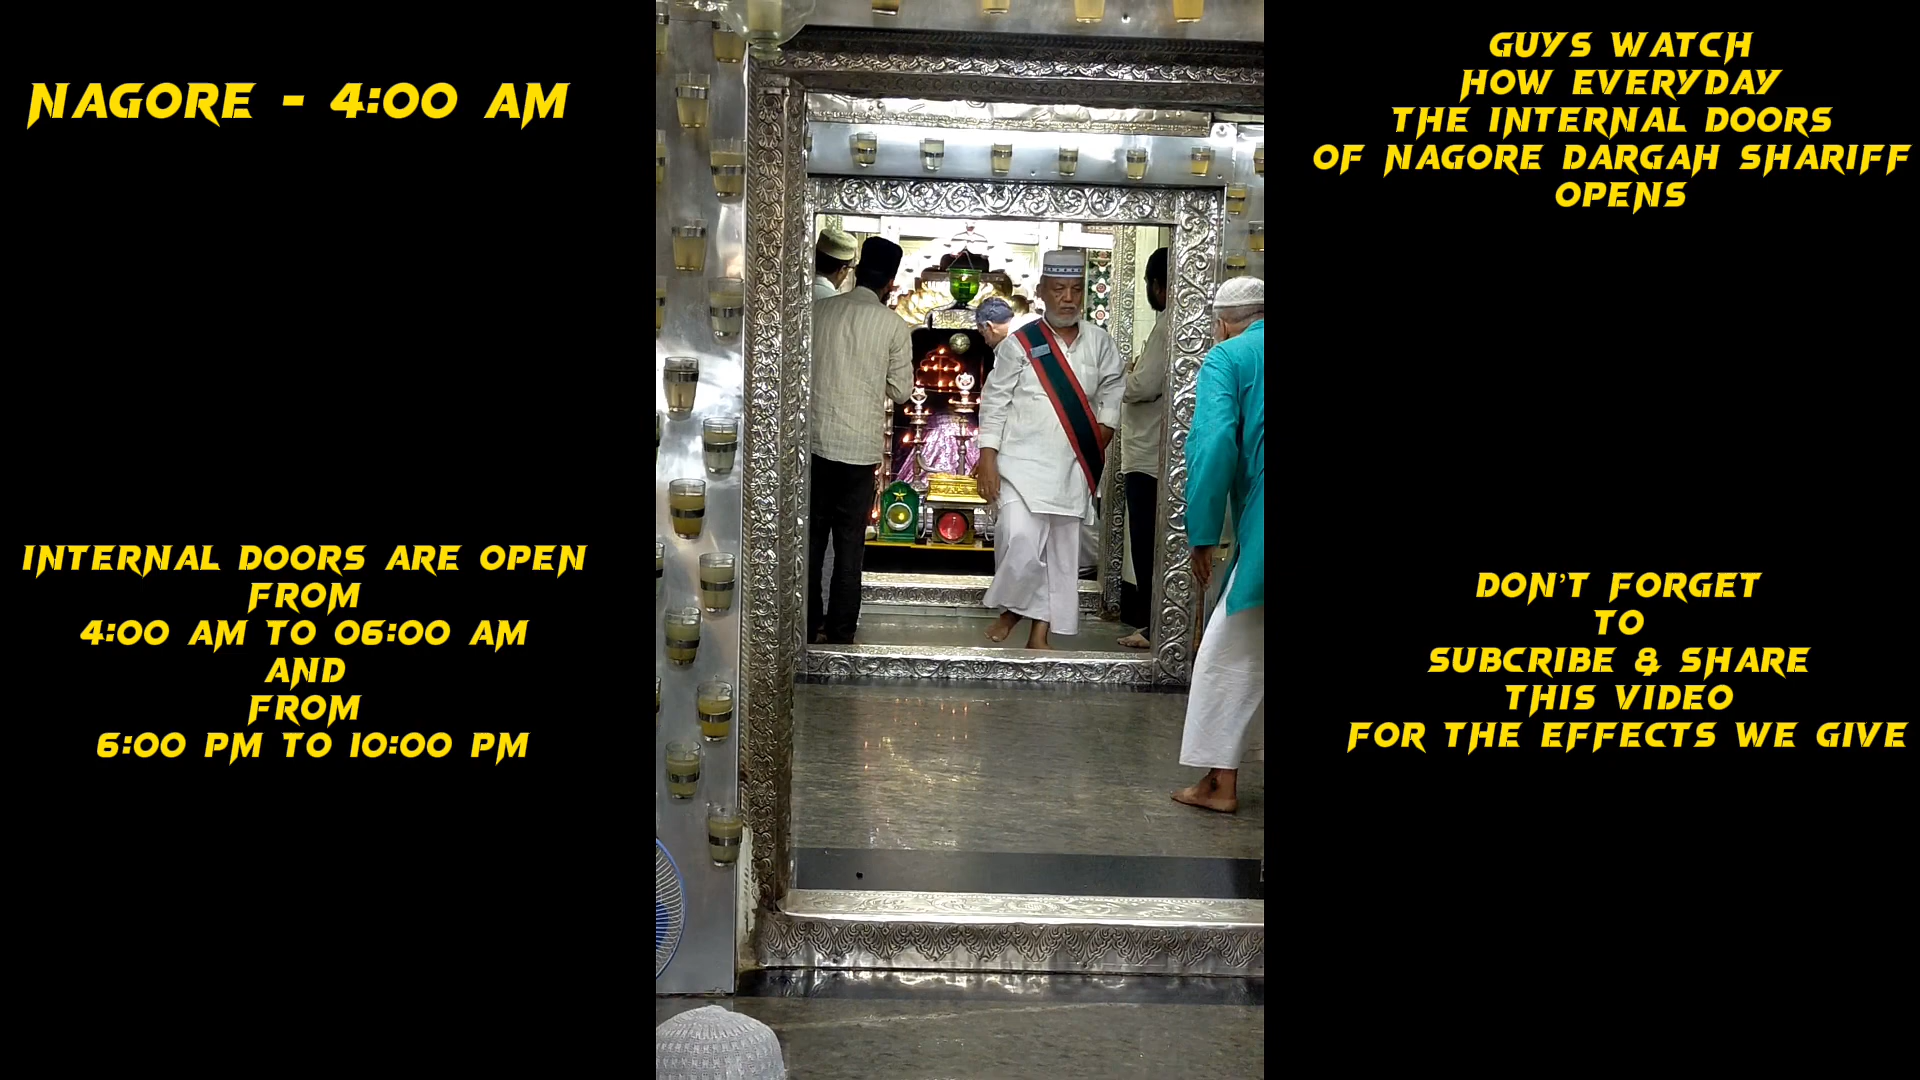 NAGORE - 4:00 AM
INTERNAL DOORS ARE OPEN
FROM
4:00 AM TO 06:00 AM
AND
FROM
6:00 PM TO 10:00 PM
GUYS WATCH
HOW EVERYDAY
THE INTERNAL DOORS
OF NAGORE DARGAH SHARIFF
OPENS
DON'T FORGET
TO
SUBCRIBE & SHARE
THIS VIDEO
FOR THE EFFECTS WE GIVE